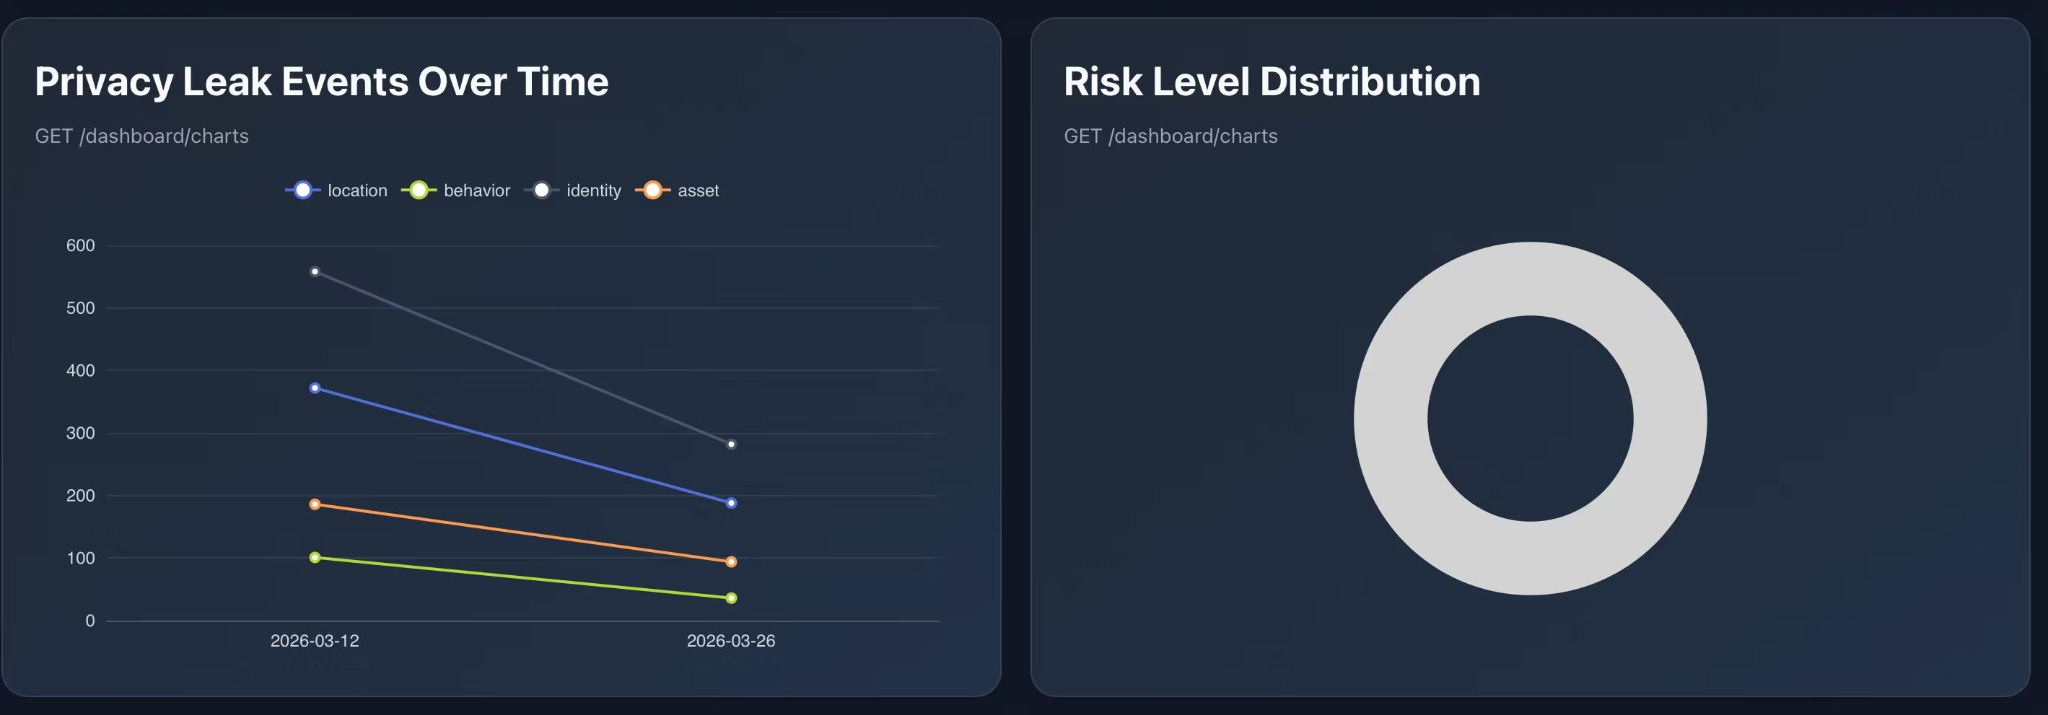 Privacy Leak Events Over Time
GET /dashboard/charts
location behavior identity asset
600
500
400
300
200
100
0
2026-03-12 2026-03-26
Risk Level Distribution
GET /dashboard/charts